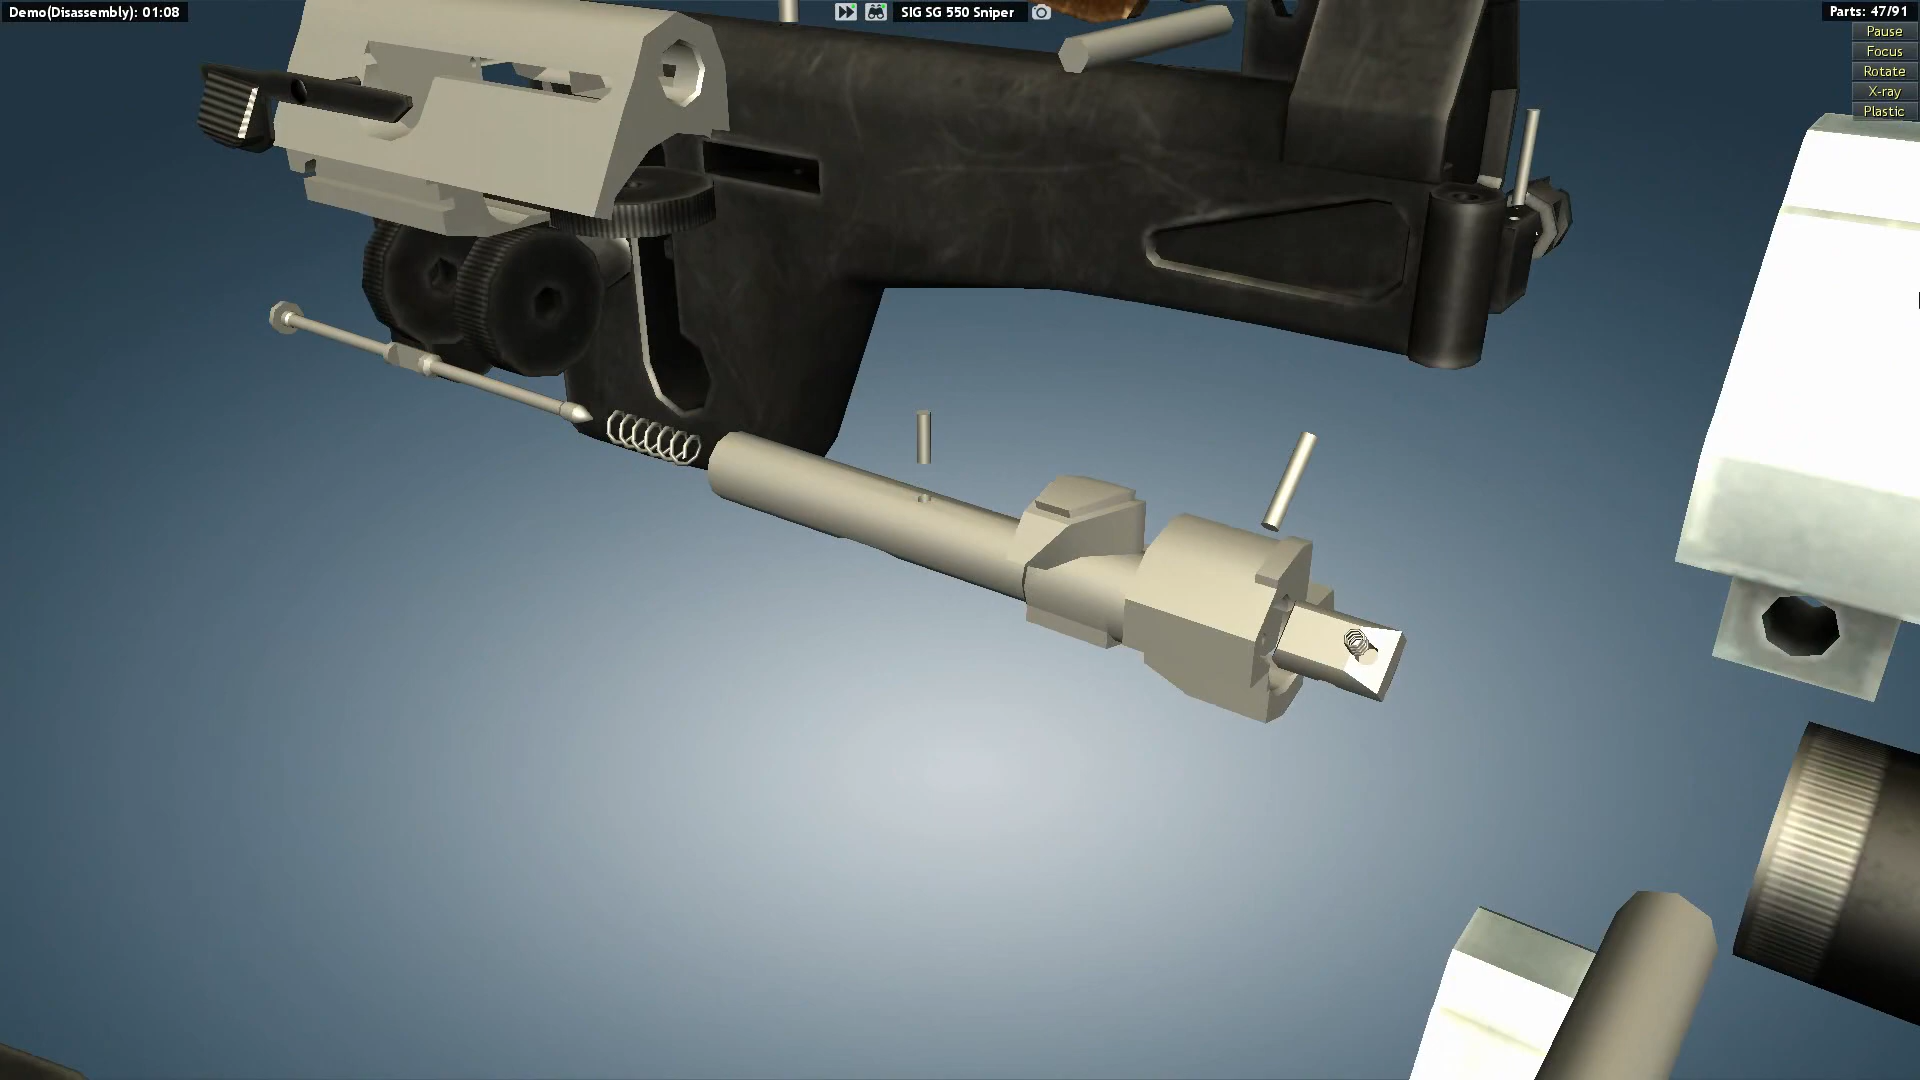 Demo(Disassembly): 01:08
SIG SG 550 Sniper
Parts: 47/91
Pause
Focus
Rotate
X-ray
Plastic